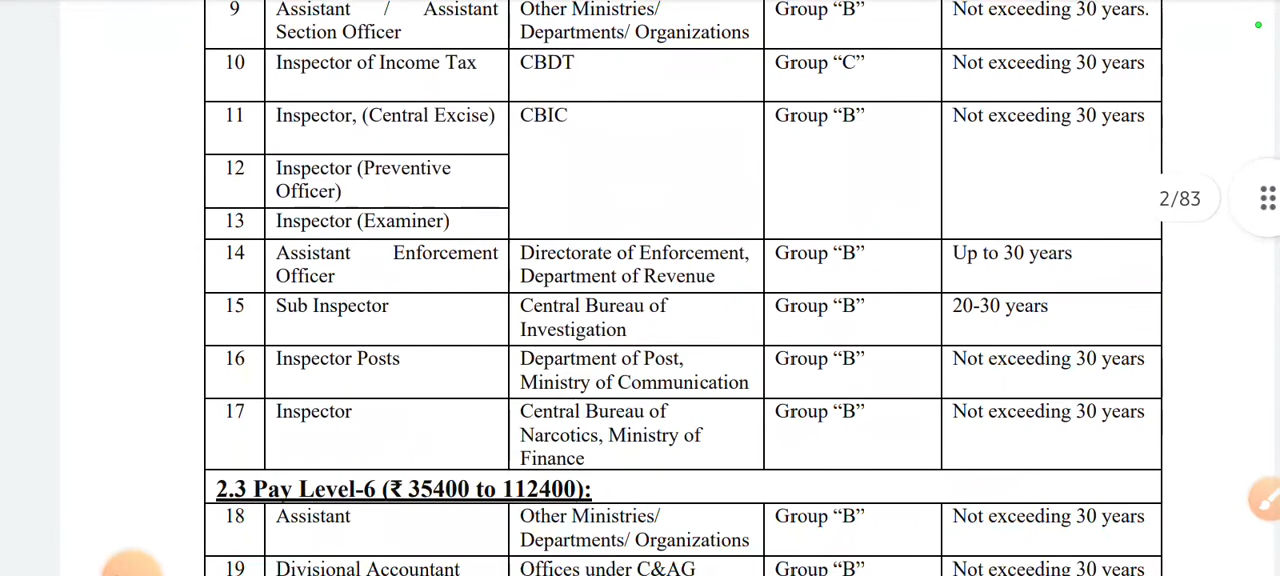 9 Assistant / Assistant Other Ministries/ Group “B” Not exceeding 30 years.
Section Officer Departments/ Organizations
10 Inspector of Income Tax CBDT Group “C” Not exceeding 30 years
11 Inspector, (Central Excise) CBIC Group “B” Not exceeding 30 years
12 Inspector (Preventive
Officer)
2/83
13 Inspector (Examiner)
14 Assistant Enforcement Directorate of Enforcement, Group “B” Up to 30 years
Officer Department of Revenue
15 Sub Inspector Central Bureau of Group “B” 20-30 years
Investigation
16 Inspector Posts Department of Post, Group “B” Not exceeding 30 years
Ministry of Communication
17 Inspector Central Bureau of Group “B” Not exceeding 30 years
Narcotics, Ministry of
Finance
2.3 Pay Level-6 (₹ 35400 to 112400):
18 Assistant Other Ministries/ Group “B” Not exceeding 30 years
Departments/ Organizations
19 Divisional Accountant Offices under C&AG Group “B” Not exceeding 30 years